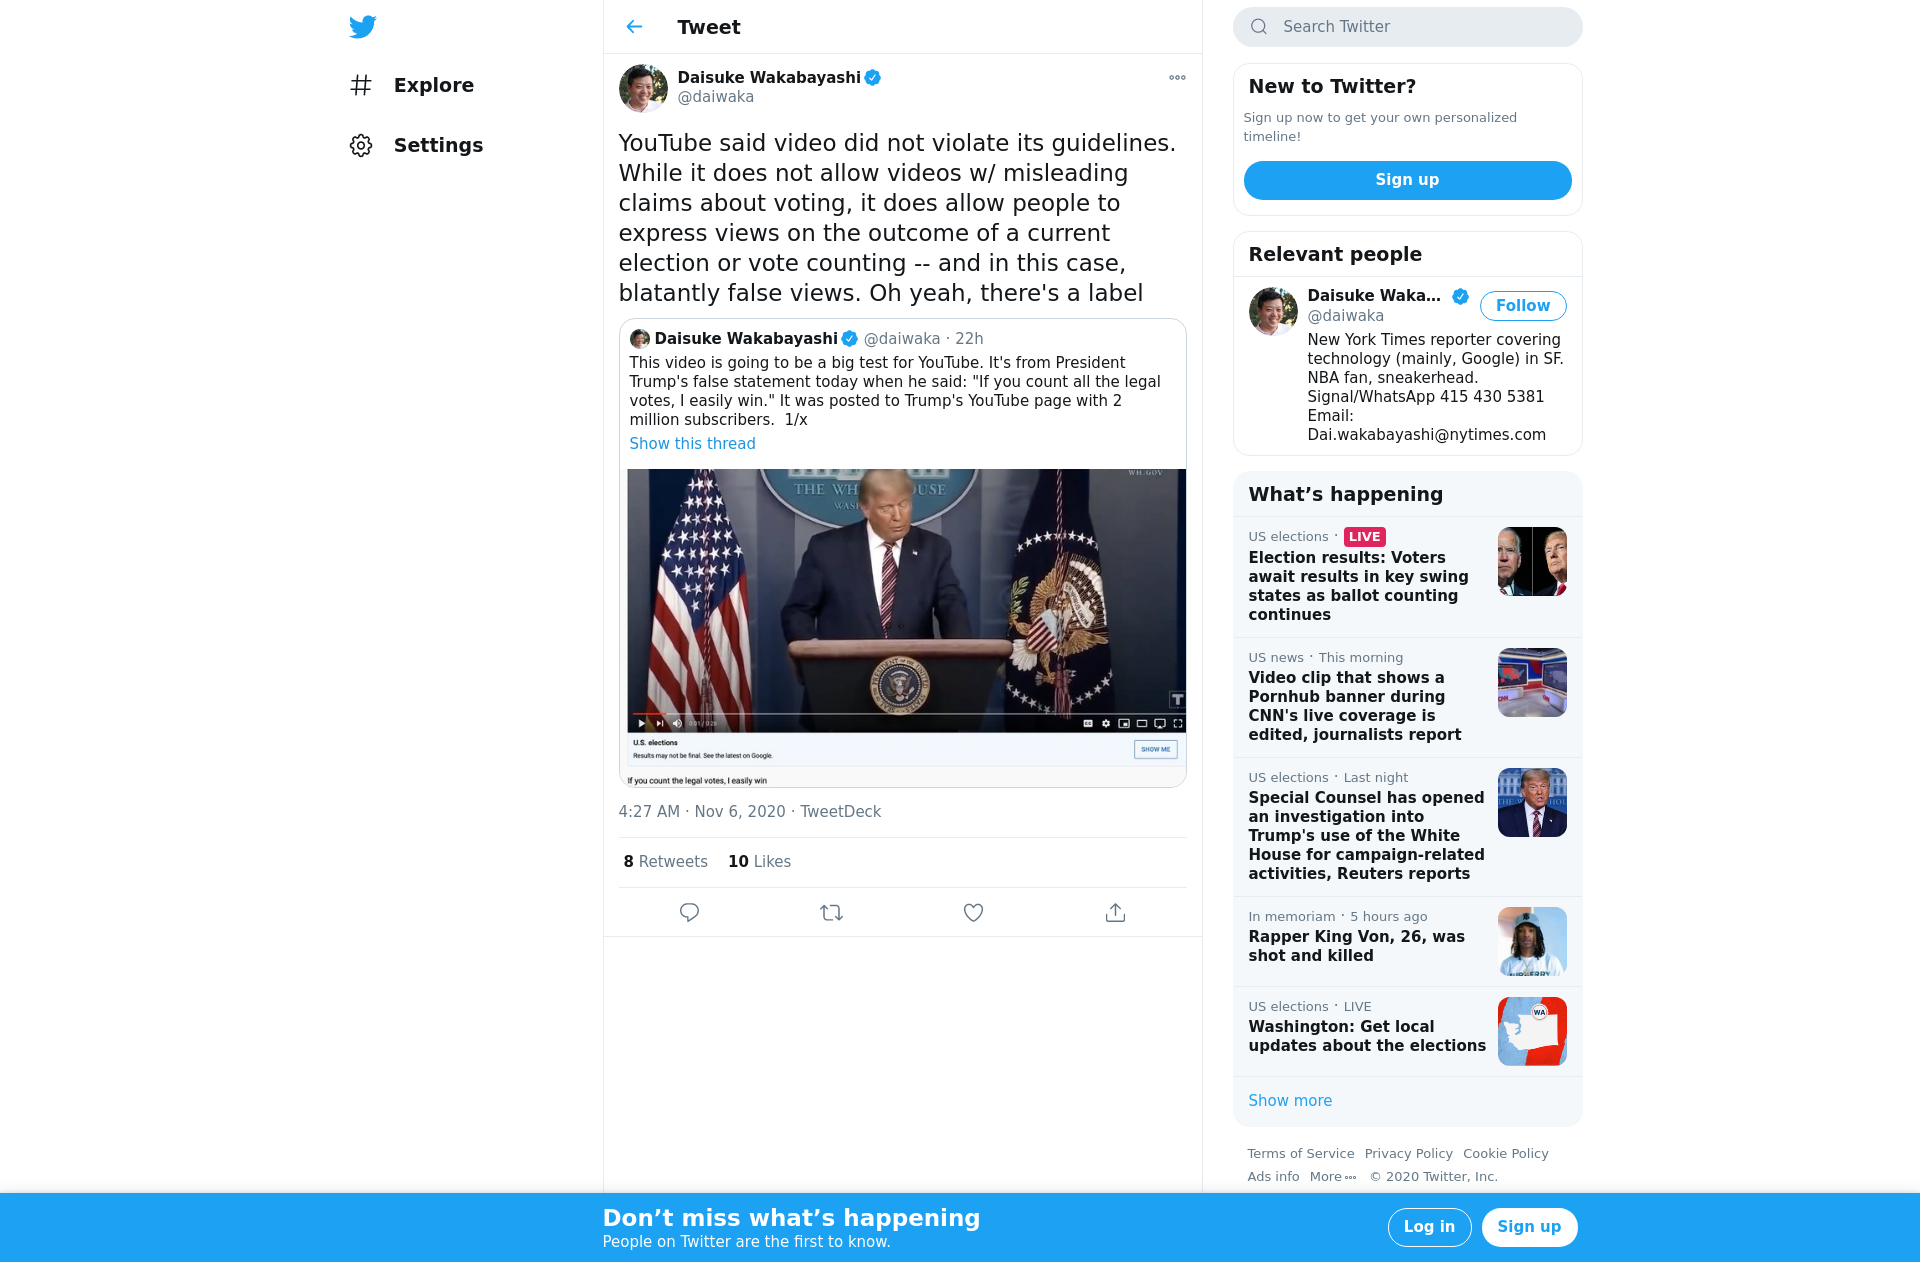 Tweet
Explore
Settings
Daisuke Wakabayashi
@daiwaka
YouTube said video did not violate its guidelines.
While it does not allow videos w/ misleading
claims about voting, it does allow people to
express views on the outcome of a current
election or vote counting -- and in this case,
blatantly false views. Oh yeah, there's a label
Daisuke Wakabayashi @daiwaka · 22h
This video is going to be a big test for YouTube. It's from President
Trump's false statement today when he said: "If you count all the legal
votes, I easily win." It was posted to Trump's YouTube page with 2
million subscribers.  1/x
Show this thread
WH.GOV
THE WH OUSE
WAS
0:01 / 0:28
U.S. elections
Results may not be final. See the latest on Google.
SHOW ME
If you count the legal votes, I easily win
4:27 AM · Nov 6, 2020 · TweetDeck
8 Retweets 10 Likes
Search Twitter
New to Twitter?
Sign up now to get your own personalized
timeline!
Sign up
Relevant people
Daisuke Waka...
@daiwaka
Follow
New York Times reporter covering
technology (mainly, Google) in SF.
NBA fan, sneakerhead.
Signal/WhatsApp 415 430 5381
Email:
Dai.wakabayashi@nytimes.com
What's happening
US elections · LIVE
Election results: Voters
await results in key swing
states as ballot counting
continues
US news · This morning
Video clip that shows a
Pornhub banner during
CNN's live coverage is
edited, journalists report
US elections · Last night
Special Counsel has opened
an investigation into
Trump's use of the White
House for campaign-related
activities, Reuters reports
In memoriam · 5 hours ago
Rapper King Von, 26, was
shot and killed
US elections · LIVE
Washington: Get local
updates about the elections
WA
Show more
Terms of Service Privacy Policy Cookie Policy
Ads info More © 2020 Twitter, Inc.
Don't miss what's happening
People on Twitter are the first to know.
Log in
Sign up